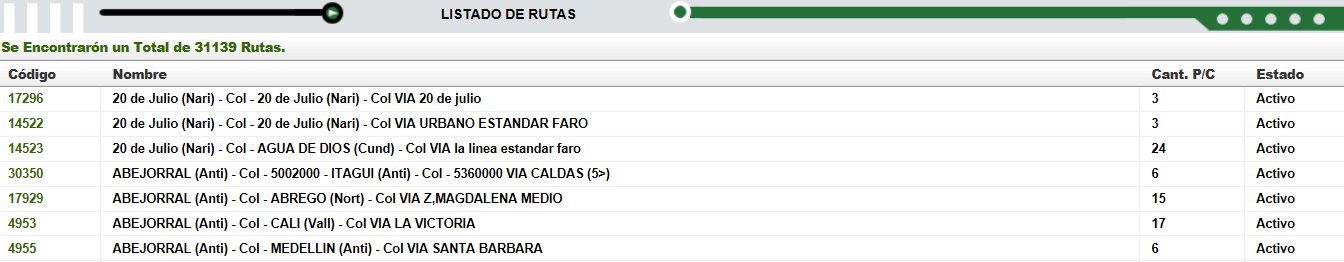 LISTADO DE RUTAS
Se Encontrarón un Total de 31139 Rutas.
Código Nombre Cant. P/C Estado
17296 20 de Julio (Nari) - Col - 20 de Julio (Nari) - Col VIA 20 de julio 3 Activo
14522 20 de Julio (Nari) - Col - 20 de Julio (Nari) - Col VIA URBANO ESTANDAR FARO 3 Activo
14523 20 de Julio (Nari) - Col - AGUA DE DIOS (Cund) - Col VIA la linea estandar faro 24 Activo
30350 ABEJORRAL (Anti) - Col - 5002000 - ITAGUI (Anti) - Col - 5360000 VIA CALDAS (5>) 6 Activo
17929 ABEJORRAL (Anti) - Col - ABREGO (Nort) - Col VIA Z,MAGDALENA MEDIO 15 Activo
4953 ABEJORRAL (Anti) - Col - CALI (Vall) - Col VIA LA VICTORIA 17 Activo
4955 ABEJORRAL (Anti) - Col - MEDELLIN (Anti) - Col VIA SANTA BARBARA 6 Activo